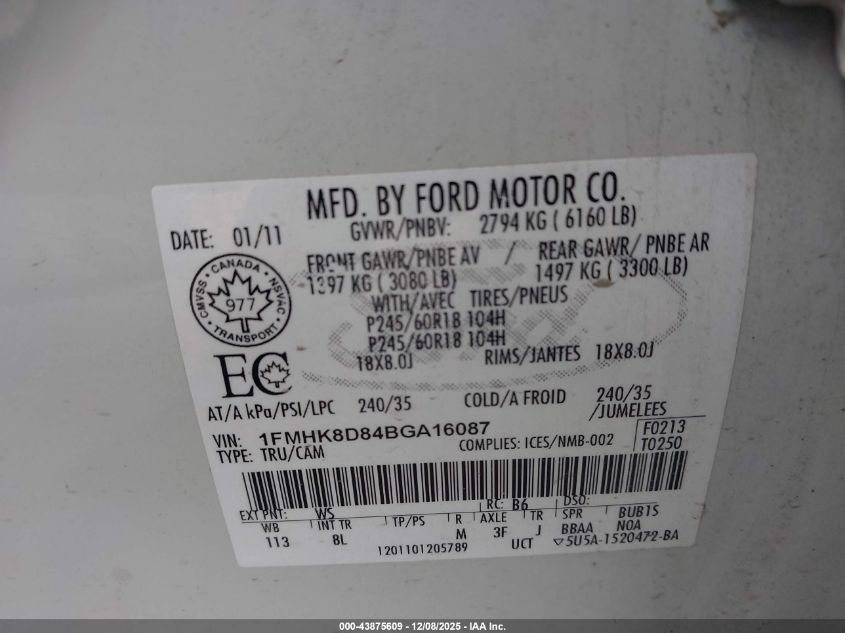 MFD. BY FORD MOTOR CO.
DATE: 01/11 GVWR/PNBV: 2794 KG ( 6160 LB)
FRONT GAWR/PNBE AV / REAR GAWR/ PNBE AR
1397 KG ( 3080 LB) 1497 KG ( 3300 LB)
WITH/AVEC TIRES/PNEUS
P245/60R18 104H
P245/60R18 104H
18X8.0J RIMS/JANTES 18X8.0J
CANADA
CMVSS 977 NSVAC
TRANSPORT
EC
AT/A kPa/PSI/LPC 240/35 COLD/A FROID 240/35
/JUMELEES
VIN: 1FMHK8D84BGA16087 F0213
TYPE: TRU/CAM COMPLIES: ICES/NMB-002 T0250
EXT PNT: WS RC: B6 DSO:
WB INT TR TP/PS R AXLE TR SPR BUB1S
113 8L M 3F J BBAA N0A
1201101205789 UCT ▽5U5A-1520472-BA
000-43875609 - 12/08/2025 - IAA Inc.